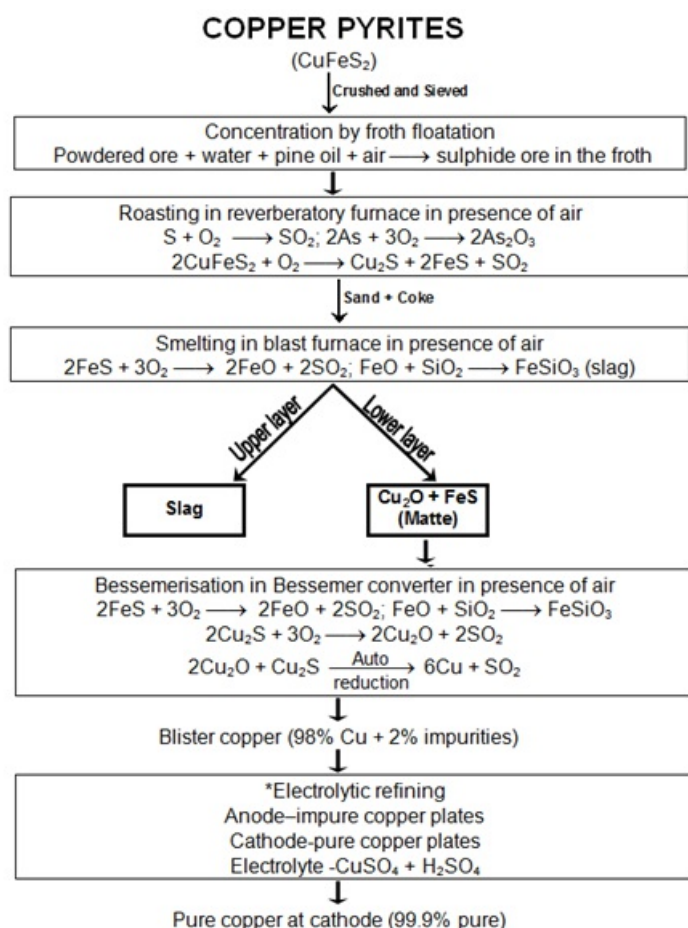 COPPER PYRITES
(CuFeS₂)
Crushed and Sieved
Concentration by froth floatation
Powdered ore + water + pine oil + air ⟶ sulphide ore in the froth
Roasting in reverberatory furnace in presence of air
S + O₂ ⟶ SO₂; 2As + 3O₂ ⟶ 2As₂O₃
2CuFeS₂ + O₂ ⟶ Cu₂S + 2FeS + SO₂
Sand + Coke
Smelting in blast furnace in presence of air
2FeS + 3O₂ ⟶ 2FeO + 2SO₂; FeO + SiO₂ ⟶ FeSiO₃ (slag)
Upper layer
Lower layer
Slag
Cu₂O + FeS
(Matte)
Bessemerisation in Bessemer converter in presence of air
2FeS + 3O₂ ⟶ 2FeO + 2SO₂; FeO + SiO₂ ⟶ FeSiO₃
2Cu₂S + 3O₂ ⟶ 2Cu₂O + 2SO₂
2Cu₂O + Cu₂S Auto reduction ⟶ 6Cu + SO₂
Blister copper (98% Cu + 2% impurities)
*Electrolytic refining
Anode–impure copper plates
Cathode-pure copper plates
Electrolyte -CuSO₄ + H₂SO₄
Pure copper at cathode (99.9% pure)